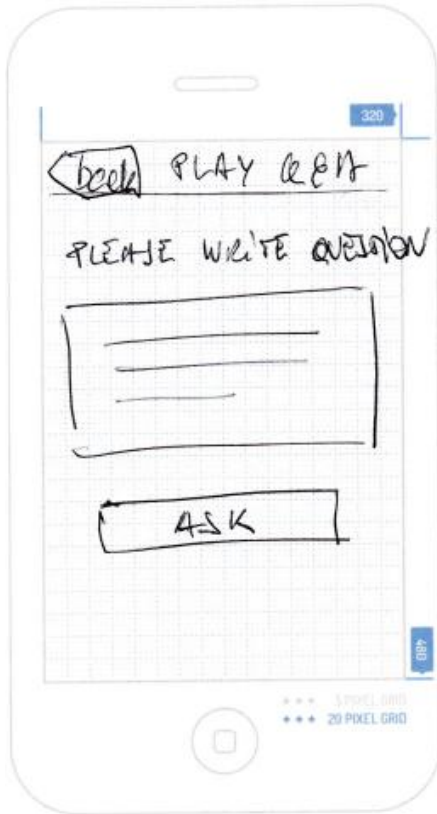 320
back PLAY Q&A
PLEASE WRITE QUESTION
ASK
480
5 PIXEL GRID
20 PIXEL GRID